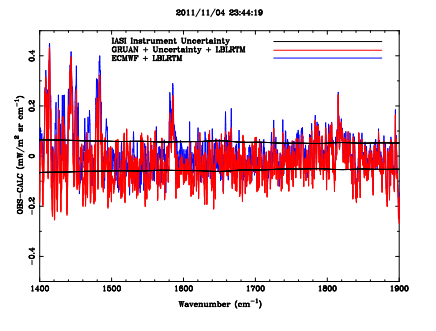 2011/11/04 23:44:19
IASI Instrument Uncertainty
GRUAN + Uncertainty + LBLRTM
ECMWF + LBLRTM
OBS-CALC (mW/m² sr cm⁻¹)
0.4
0.2
0
-0.2
-0.4
1400 1500 1600 1700 1800 1900
Wavenumber (cm⁻¹)